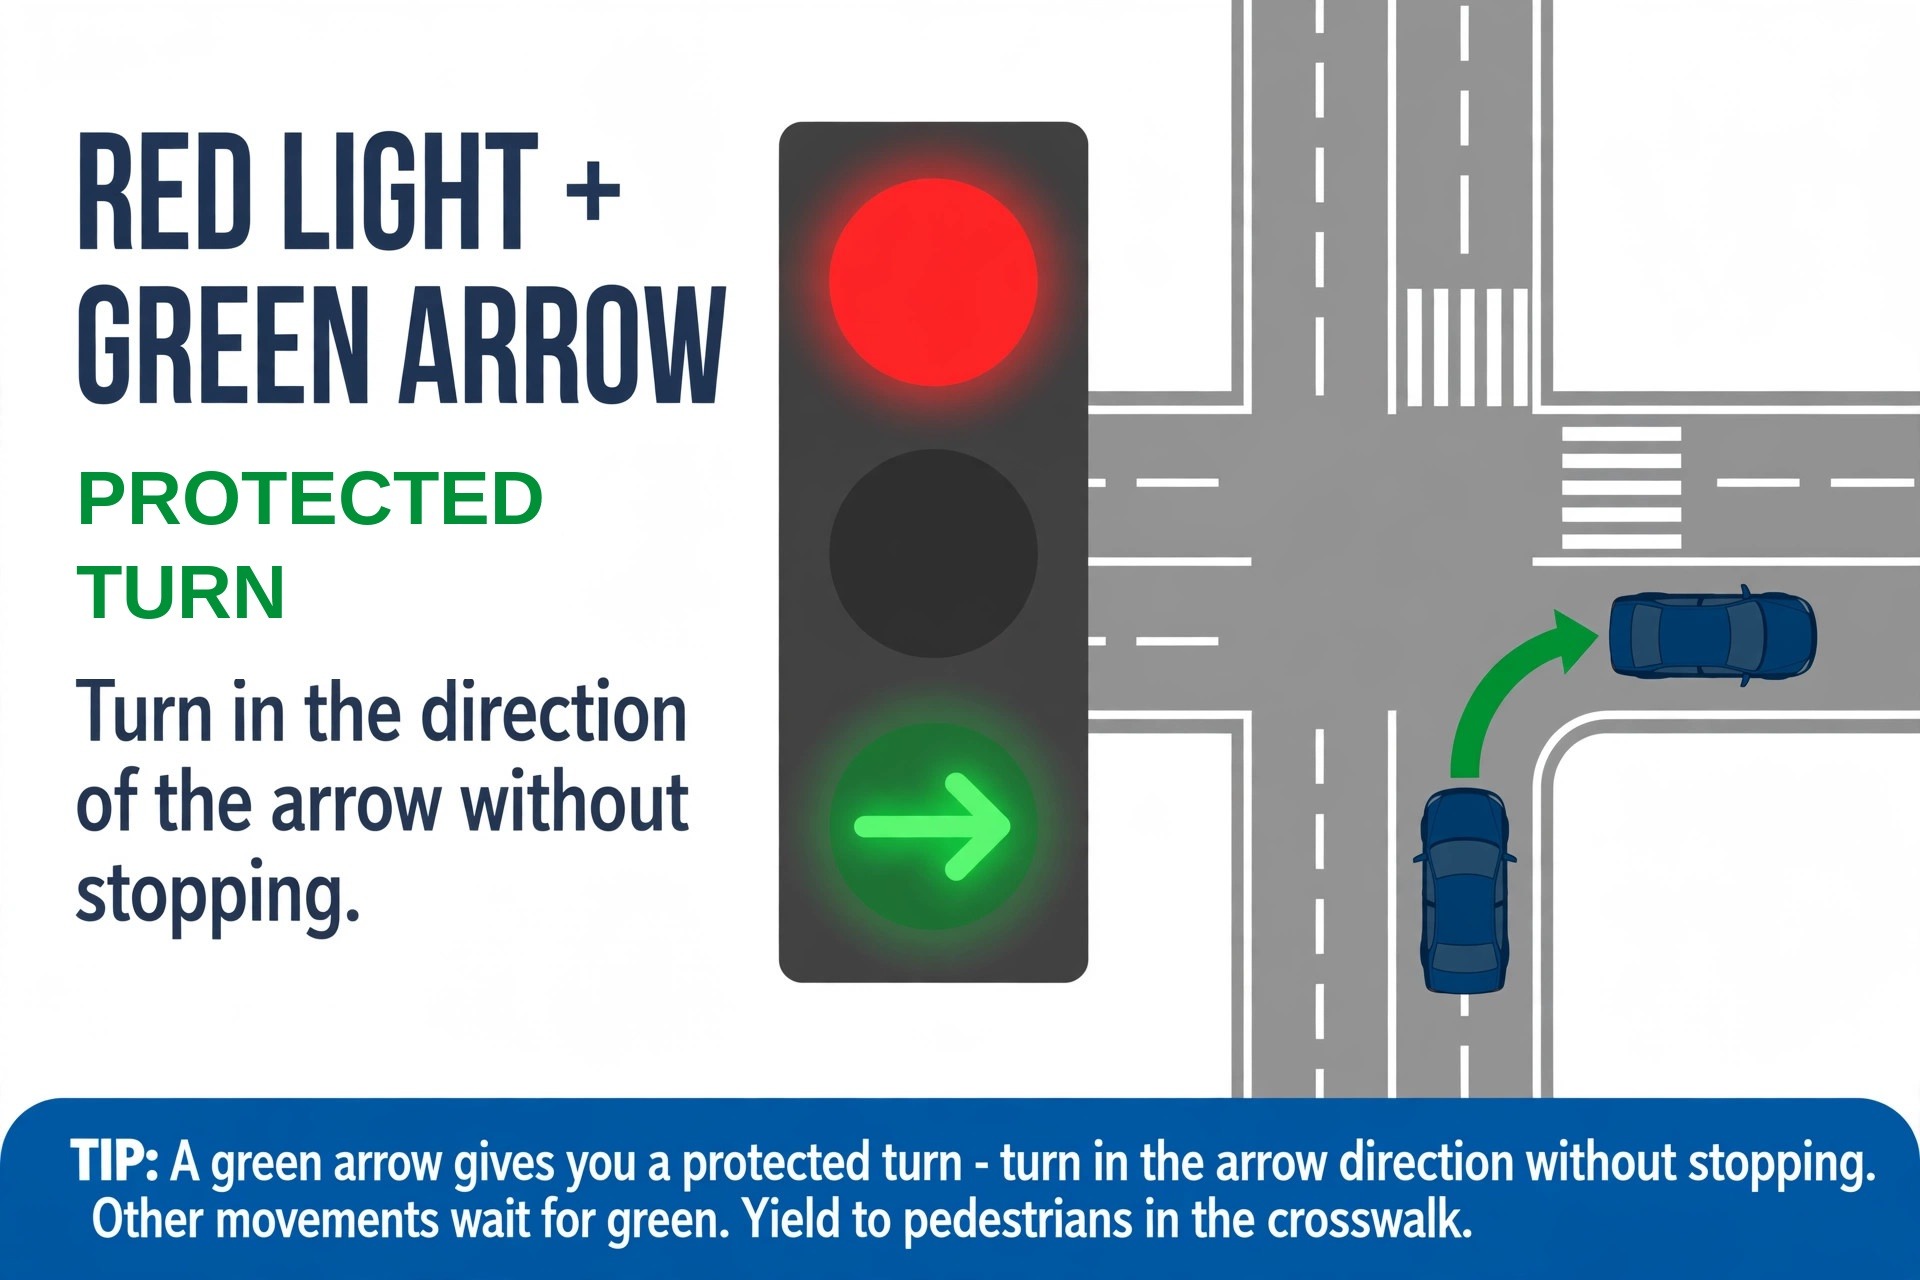 RED LIGHT +
GREEN ARROW
PROTECTED
TURN
Turn in the direction
of the arrow without
stopping.
TIP: A green arrow gives you a protected turn - turn in the arrow direction without stopping.
Other movements wait for green. Yield to pedestrians in the crosswalk.